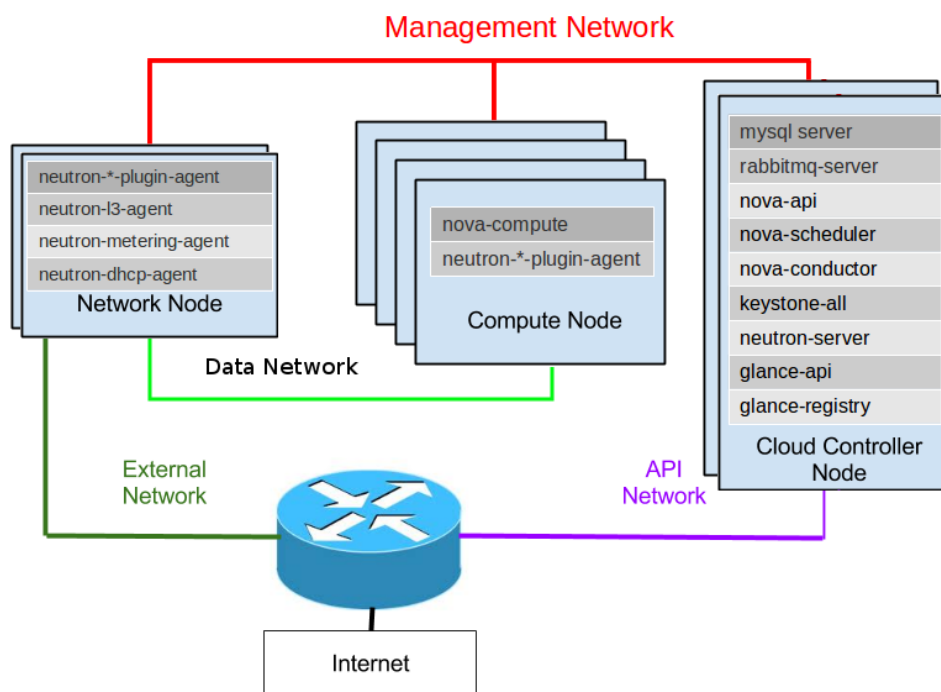 Management Network
neutron-*-plugin-agent
neutron-l3-agent
neutron-metering-agent
neutron-dhcp-agent
Network Node
nova-compute
neutron-*-plugin-agent
Compute Node
mysql server
rabbitmq-server
nova-api
nova-scheduler
nova-conductor
keystone-all
neutron-server
glance-api
glance-registry
Cloud Controller
Node
Data Network
External
Network
API
Network
Internet